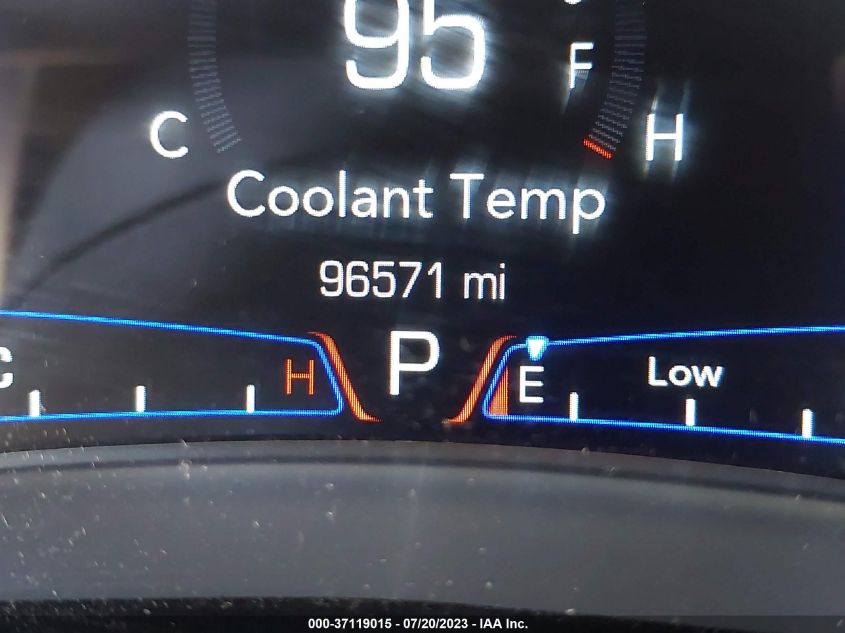 95
F
C H
Coolant Temp
96571 mi
C H P E Low
000-37119015 - 07/20/2023 - IAA Inc.